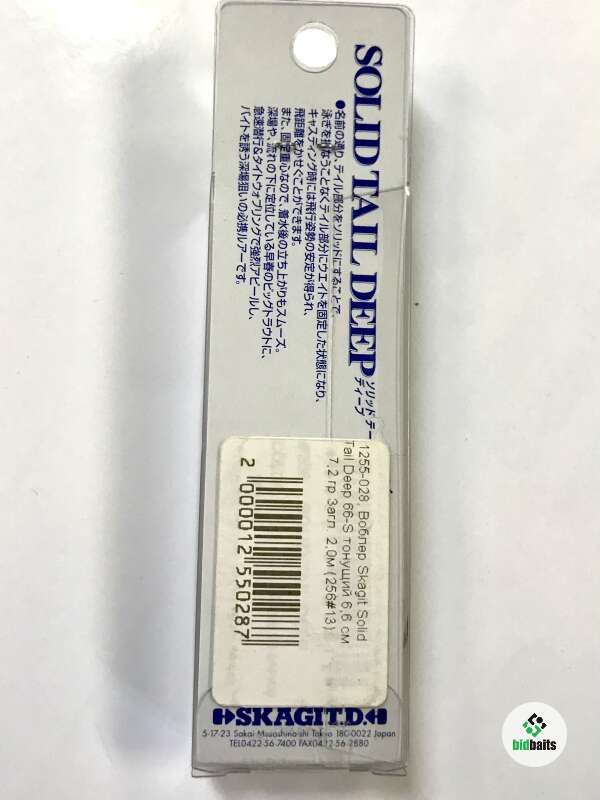 SOLID TAIL DEEP
ソリッド テー
ディープ
●名前の通り、テイル部分をソリッドにすることで、
泳ぎを損なうことなくテイル部分にウエイトを固定した状態になり、
キャスティング時には飛行姿勢の安定が得られ、
飛距離をかせぐことができます。
また、固定重心なので、着水後の立ち上がりもスムーズ。
深場や、流れの下に定位している早春のビッグトラウトに、
急速潜行&タイトウォブリングで強烈アピールし、
バイトを誘う深場狙いの必携ルアーです。
1255-028, Воблер Skagit Solid
Tail Deep 66-S тонущий 6,6 см
7,2 гр Загл. 2,0м (256#13)
2 000012 550287
SKAGIT.D.
5-17-23 Sakai Musashino-shi Tokyo 180-0022 Japan
TEL0422-56-7400 FAX0422-56-2880
bidbaits